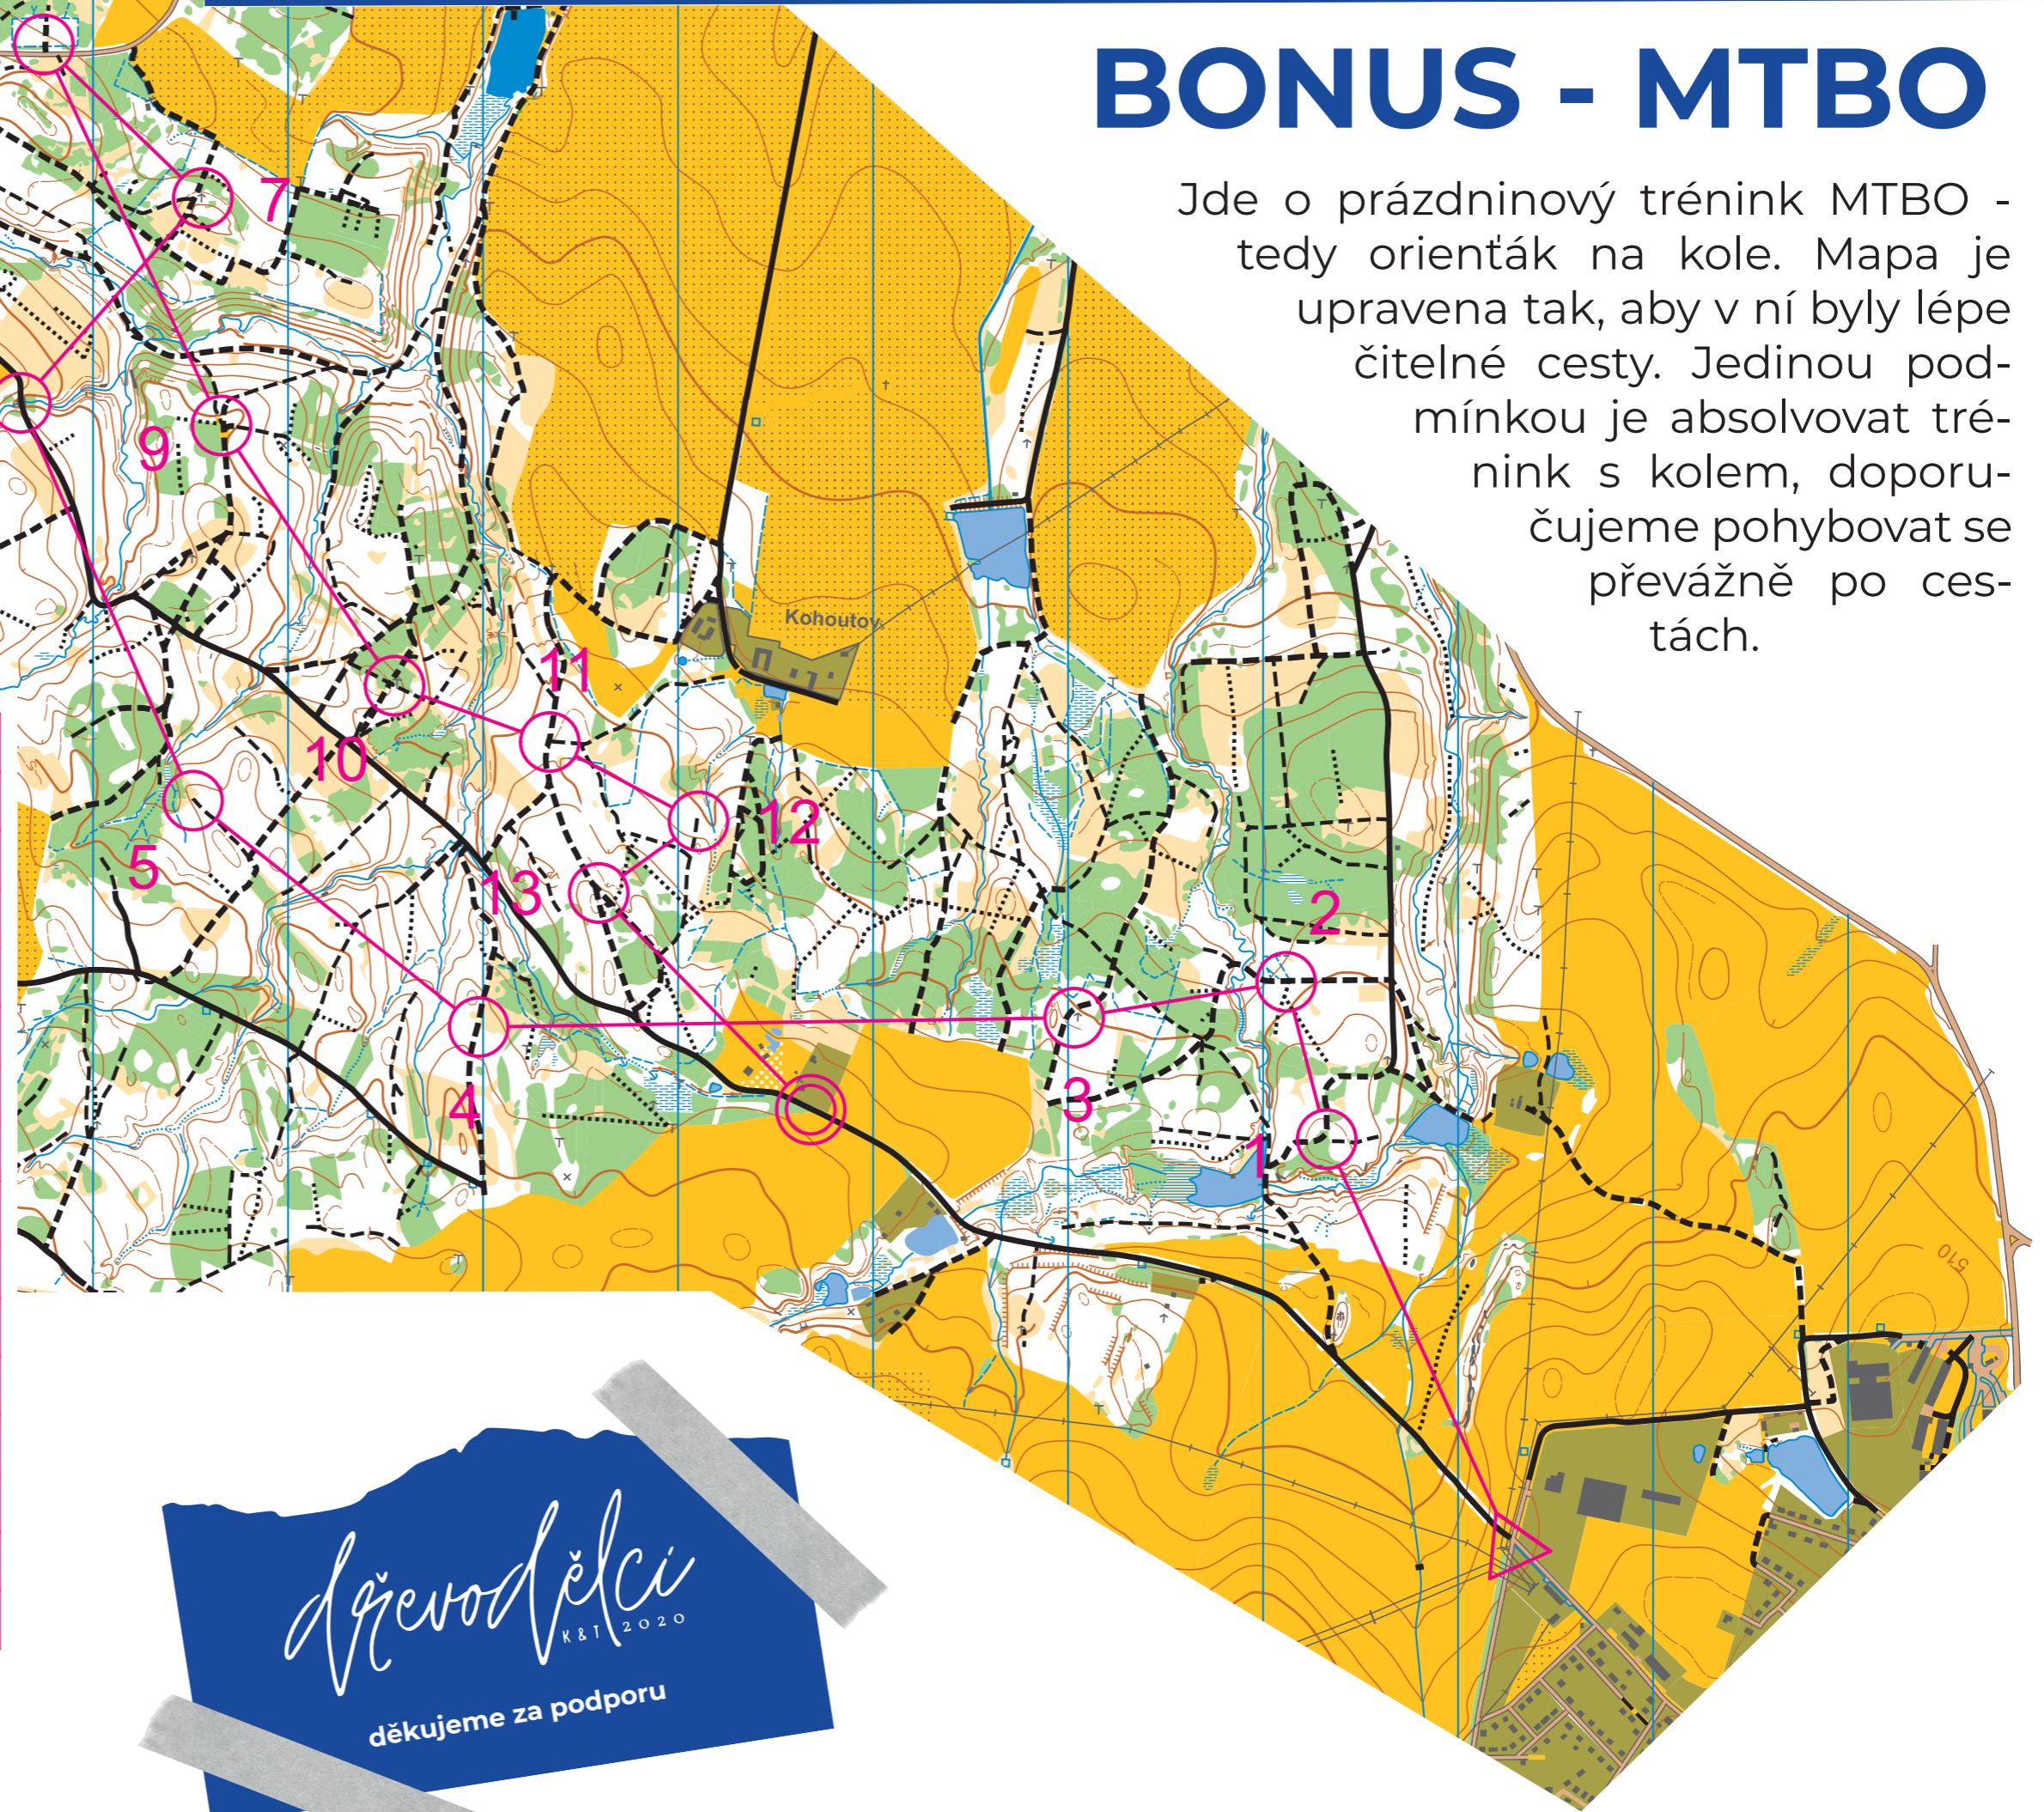 BONUS - MTBO
Jde o prázdninový trénink MTBO -
tedy orienťák na kole. Mapa je
upravena tak, aby v ní byly lépe
čitelné cesty. Jedinou pod-
mínkou je absolvovat tré-
nink s kolem, doporu-
čujeme pohybovat se
převážně po ces-
tách.
7
9
Kohoutov
11
10
12
5
13
2
4
3
1
510
dřevodělci
K & T 2020
děkujeme za podporu